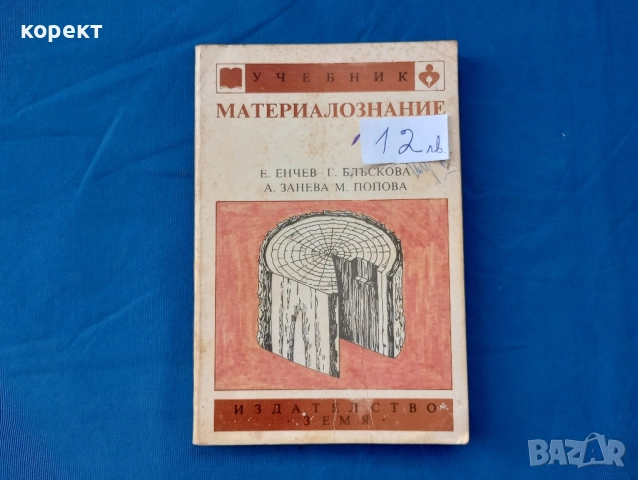 корект
УЧЕБНИК
МАТЕРИАЛОЗНАНИЕ
12 лв.
Е. ЕНЧЕВ Г. БЛЪСКОВА
А. ЗАНЕВА М. ПОПОВА
ИЗДАТЕЛСТВО
·ЗЕМЯ·
BAZAR